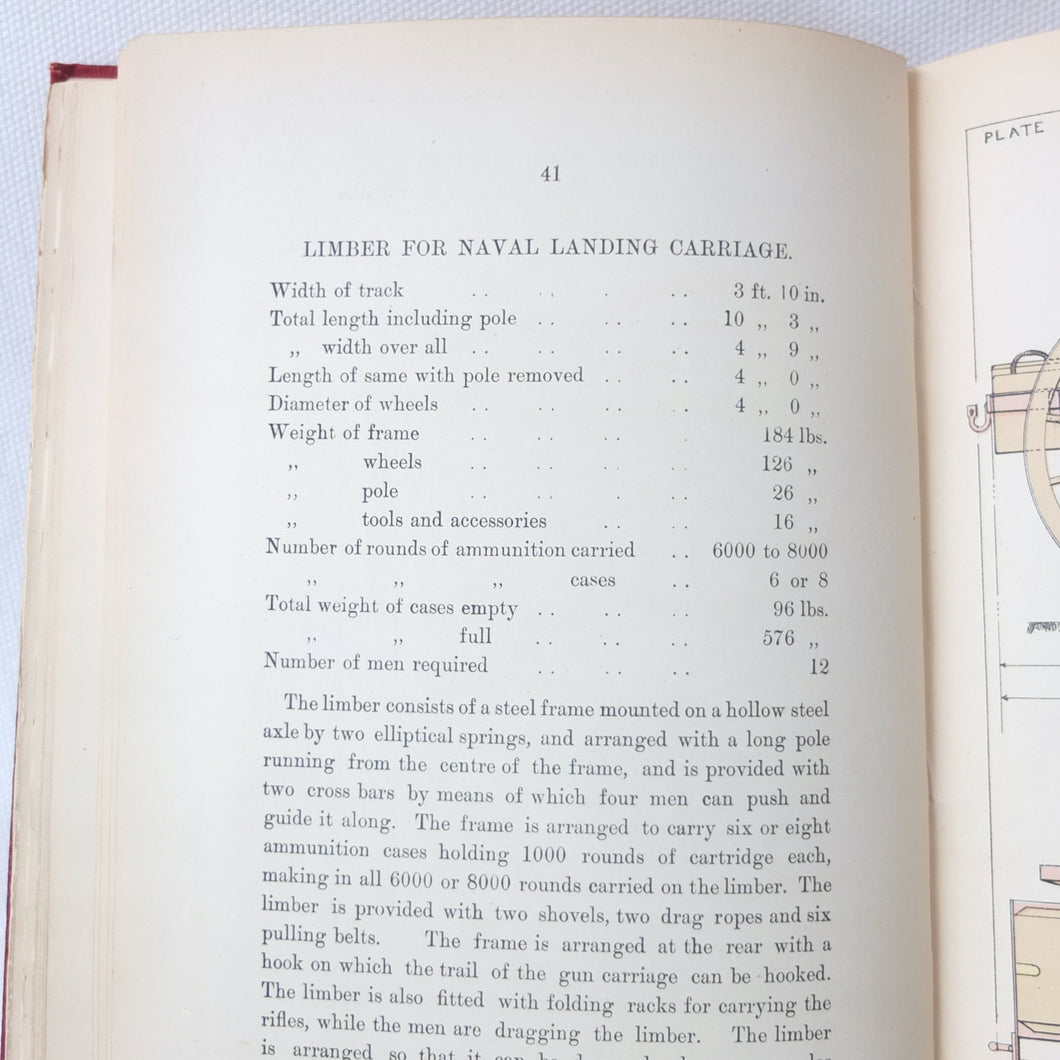 41
LIMBER FOR NAVAL LANDING CARRIAGE.
Width of track . . . . . . . 3 ft. 10 in.
Total length including pole . . . . . . 10 ,, 3 ,,
,, width over all . . . . . . . . 4 ,, 9 ,,
Length of same with pole removed . . . . 4 ,, 0 ,,
Diameter of wheels . . . . . . . . 4 ,, 0 ,,
Weight of frame . . . . . . . 184 lbs.
,, wheels . . . . . . . . 126 ,,
,, pole . . . . . . . 26 ,,
,, tools and accessories . . . . 16 ,,
Number of rounds of ammunition carried . . 6000 to 8000
,, ,, ,, cases . . 6 or 8
Total weight of cases empty . . . . . . 96 lbs.
,, ,, full . . . . . . 576 ,,
Number of men required . . . . . . 12
The limber consists of a steel frame mounted on a hollow steel
axle by two elliptical springs, and arranged with a long pole
running from the centre of the frame, and is provided with
two cross bars by means of which four men can push and
guide it along. The frame is arranged to carry six or eight
ammunition cases holding 1000 rounds of cartridge each,
making in all 6000 or 8000 rounds carried on the limber. The
limber is provided with two shovels, two drag ropes and six
pulling belts. The frame is arranged at the rear with a
hook on which the trail of the gun carriage can be hooked.
The limber is also fitted with folding racks for carrying the
rifles, while the men are dragging the limber. The limber
is arranged so that it can be
PLATE